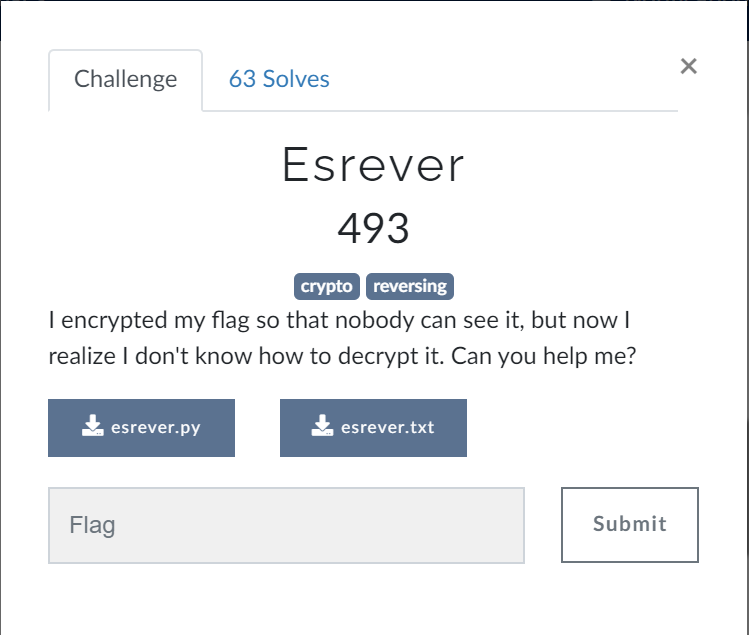 Challenge
63 Solves
×
Esrever
493
crypto reversing
I encrypted my flag so that nobody can see it, but now I
realize I don't know how to decrypt it. Can you help me?
esrever.py
esrever.txt
Flag
Submit